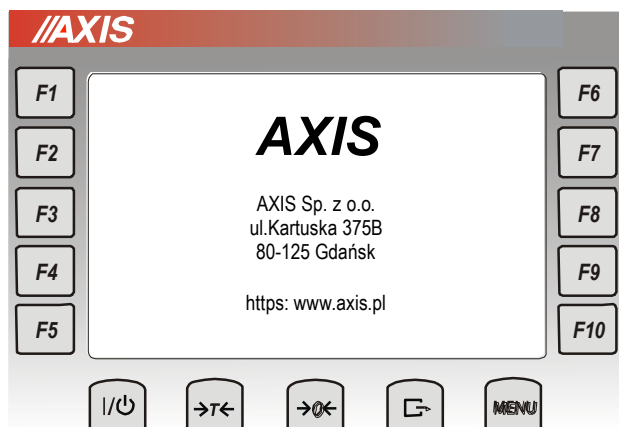 //AXIS
F1
F2
F3
F4
F5
AXIS
AXIS Sp. z o.o.
ul.Kartuska 375B
80-125 Gdańsk
https: www.axis.pl
F6
F7
F8
F9
F10
I/⏻
→T←
→0←
MENU